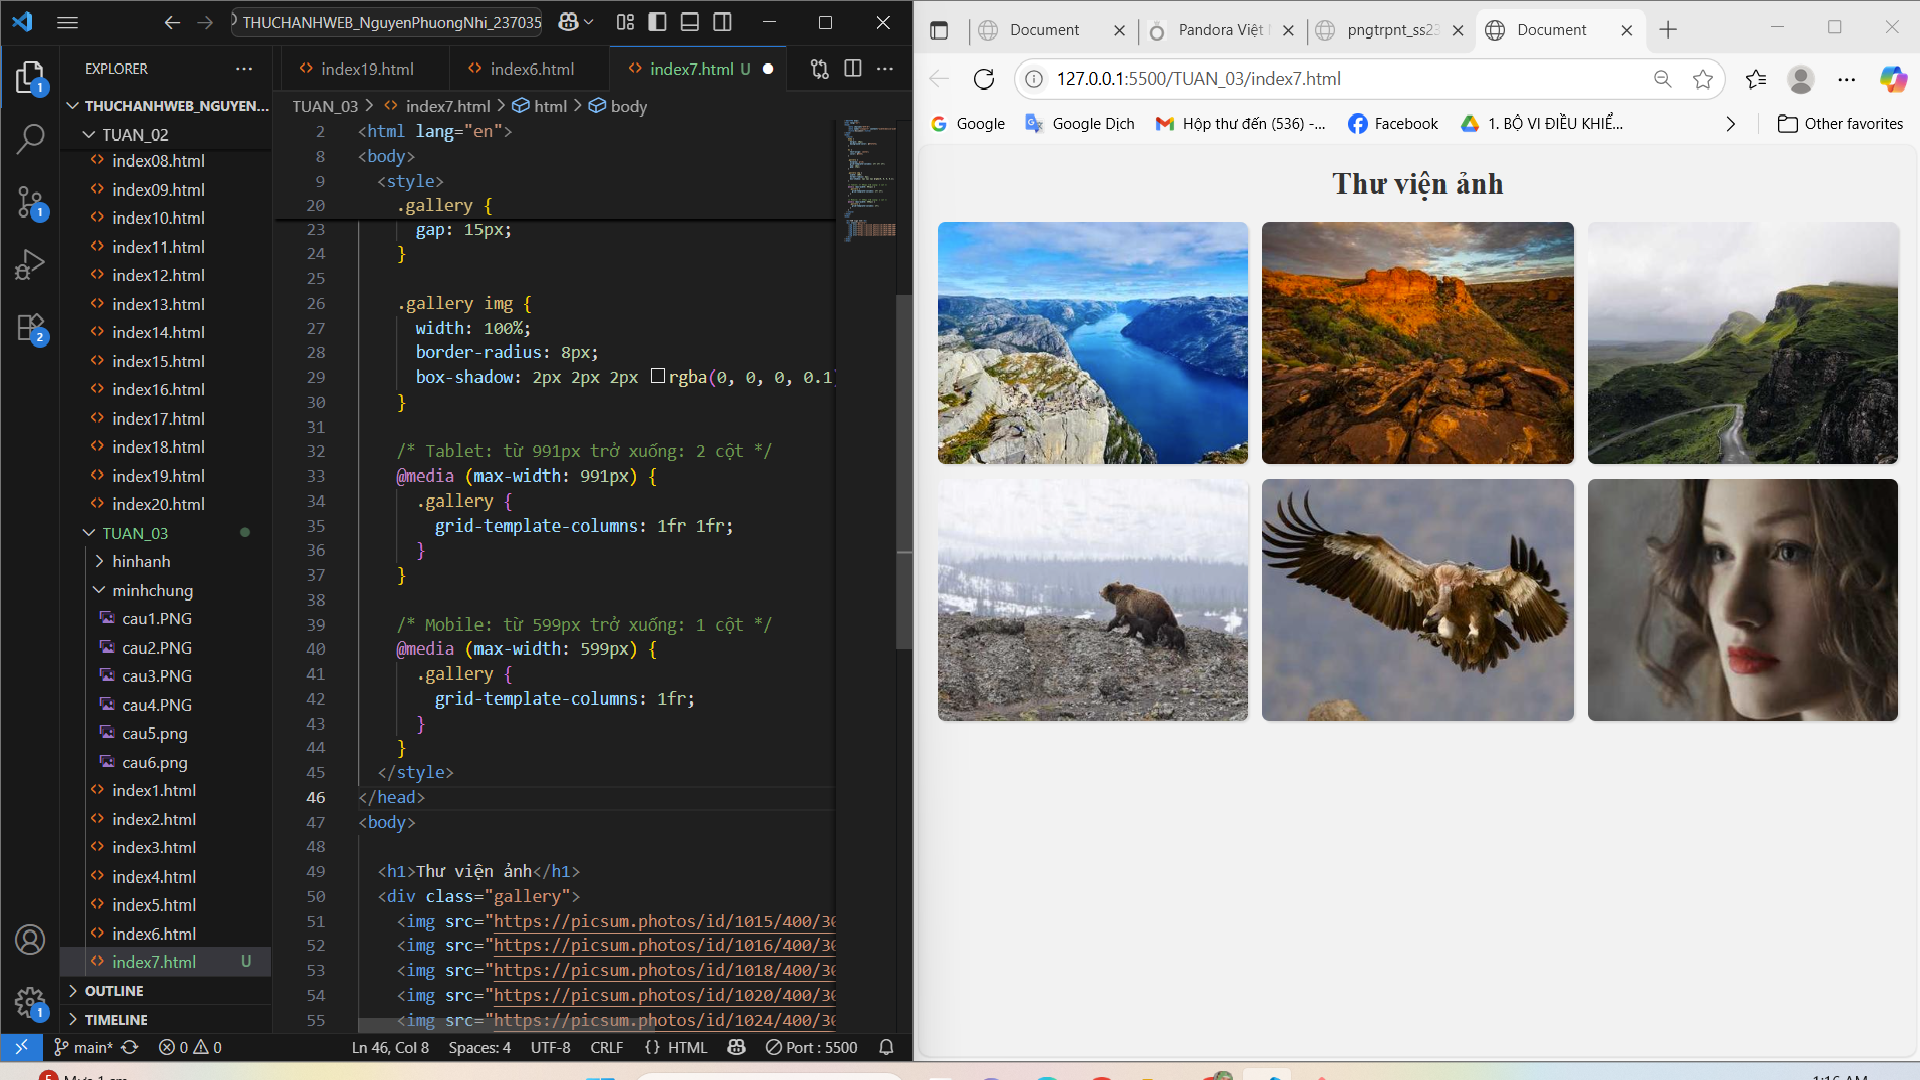 THUCHANHWEB_NguyenPhuongNhi_237035
EXPLORER
THUCHANHWEB_NGUYEN...
TUAN_02
index08.html
index09.html
index10.html
index11.html
index12.html
index13.html
index14.html
index15.html
index16.html
index17.html
index18.html
index19.html
index20.html
TUAN_03
hinhanh
minhchung
cau1.PNG
cau2.PNG
cau3.PNG
cau4.PNG
cau5.png
cau6.png
index1.html
index2.html
index3.html
index4.html
index5.html
index6.html
index7.html U
OUTLINE
TIMELINE
1
1
2
1
index19.html
index6.html
index7.html U
TUAN_03 > index7.html > html > body
2 <html lang="en">
8 <body>
9 <style>
20 .gallery {
23 gap: 15px;
24 }
25
26 .gallery img {
27 width: 100%;
28 border-radius: 8px;
29 box-shadow: 2px 2px 2px rgba(0, 0, 0, 0.1)
30 }
31
32 /* Tablet: từ 991px trở xuống: 2 cột */
33 @media (max-width: 991px) {
34 .gallery {
35 grid-template-columns: 1fr 1fr;
36 }
37 }
38
39 /* Mobile: từ 599px trở xuống: 1 cột */
40 @media (max-width: 599px) {
41 .gallery {
42 grid-template-columns: 1fr;
43 }
44 }
45 </style>
46 </head>
47 <body>
48
49 <h1>Thư viện ảnh</h1>
50 <div class="gallery">
51 <img src="https://picsum.photos/id/1015/400/30
52 <img src="https://picsum.photos/id/1016/400/30
53 <img src="https://picsum.photos/id/1018/400/30
54 <img src="https://picsum.photos/id/1020/400/30
55 <img src="https://picsum.photos/id/1024/400/30
main* 0 0 Ln 46, Col 8 Spaces: 4 UTF-8 CRLF {} HTML Port : 5500
Document
Pandora Việt
pngtrpnt_ss23
Document
127.0.0.1:5500/TUAN_03/index7.html
Google
Google Dịch
Hộp thư đến (536) -...
Facebook
1. BỘ VI ĐIỀU KHIỂ...
Other favorites
Thư viện ảnh